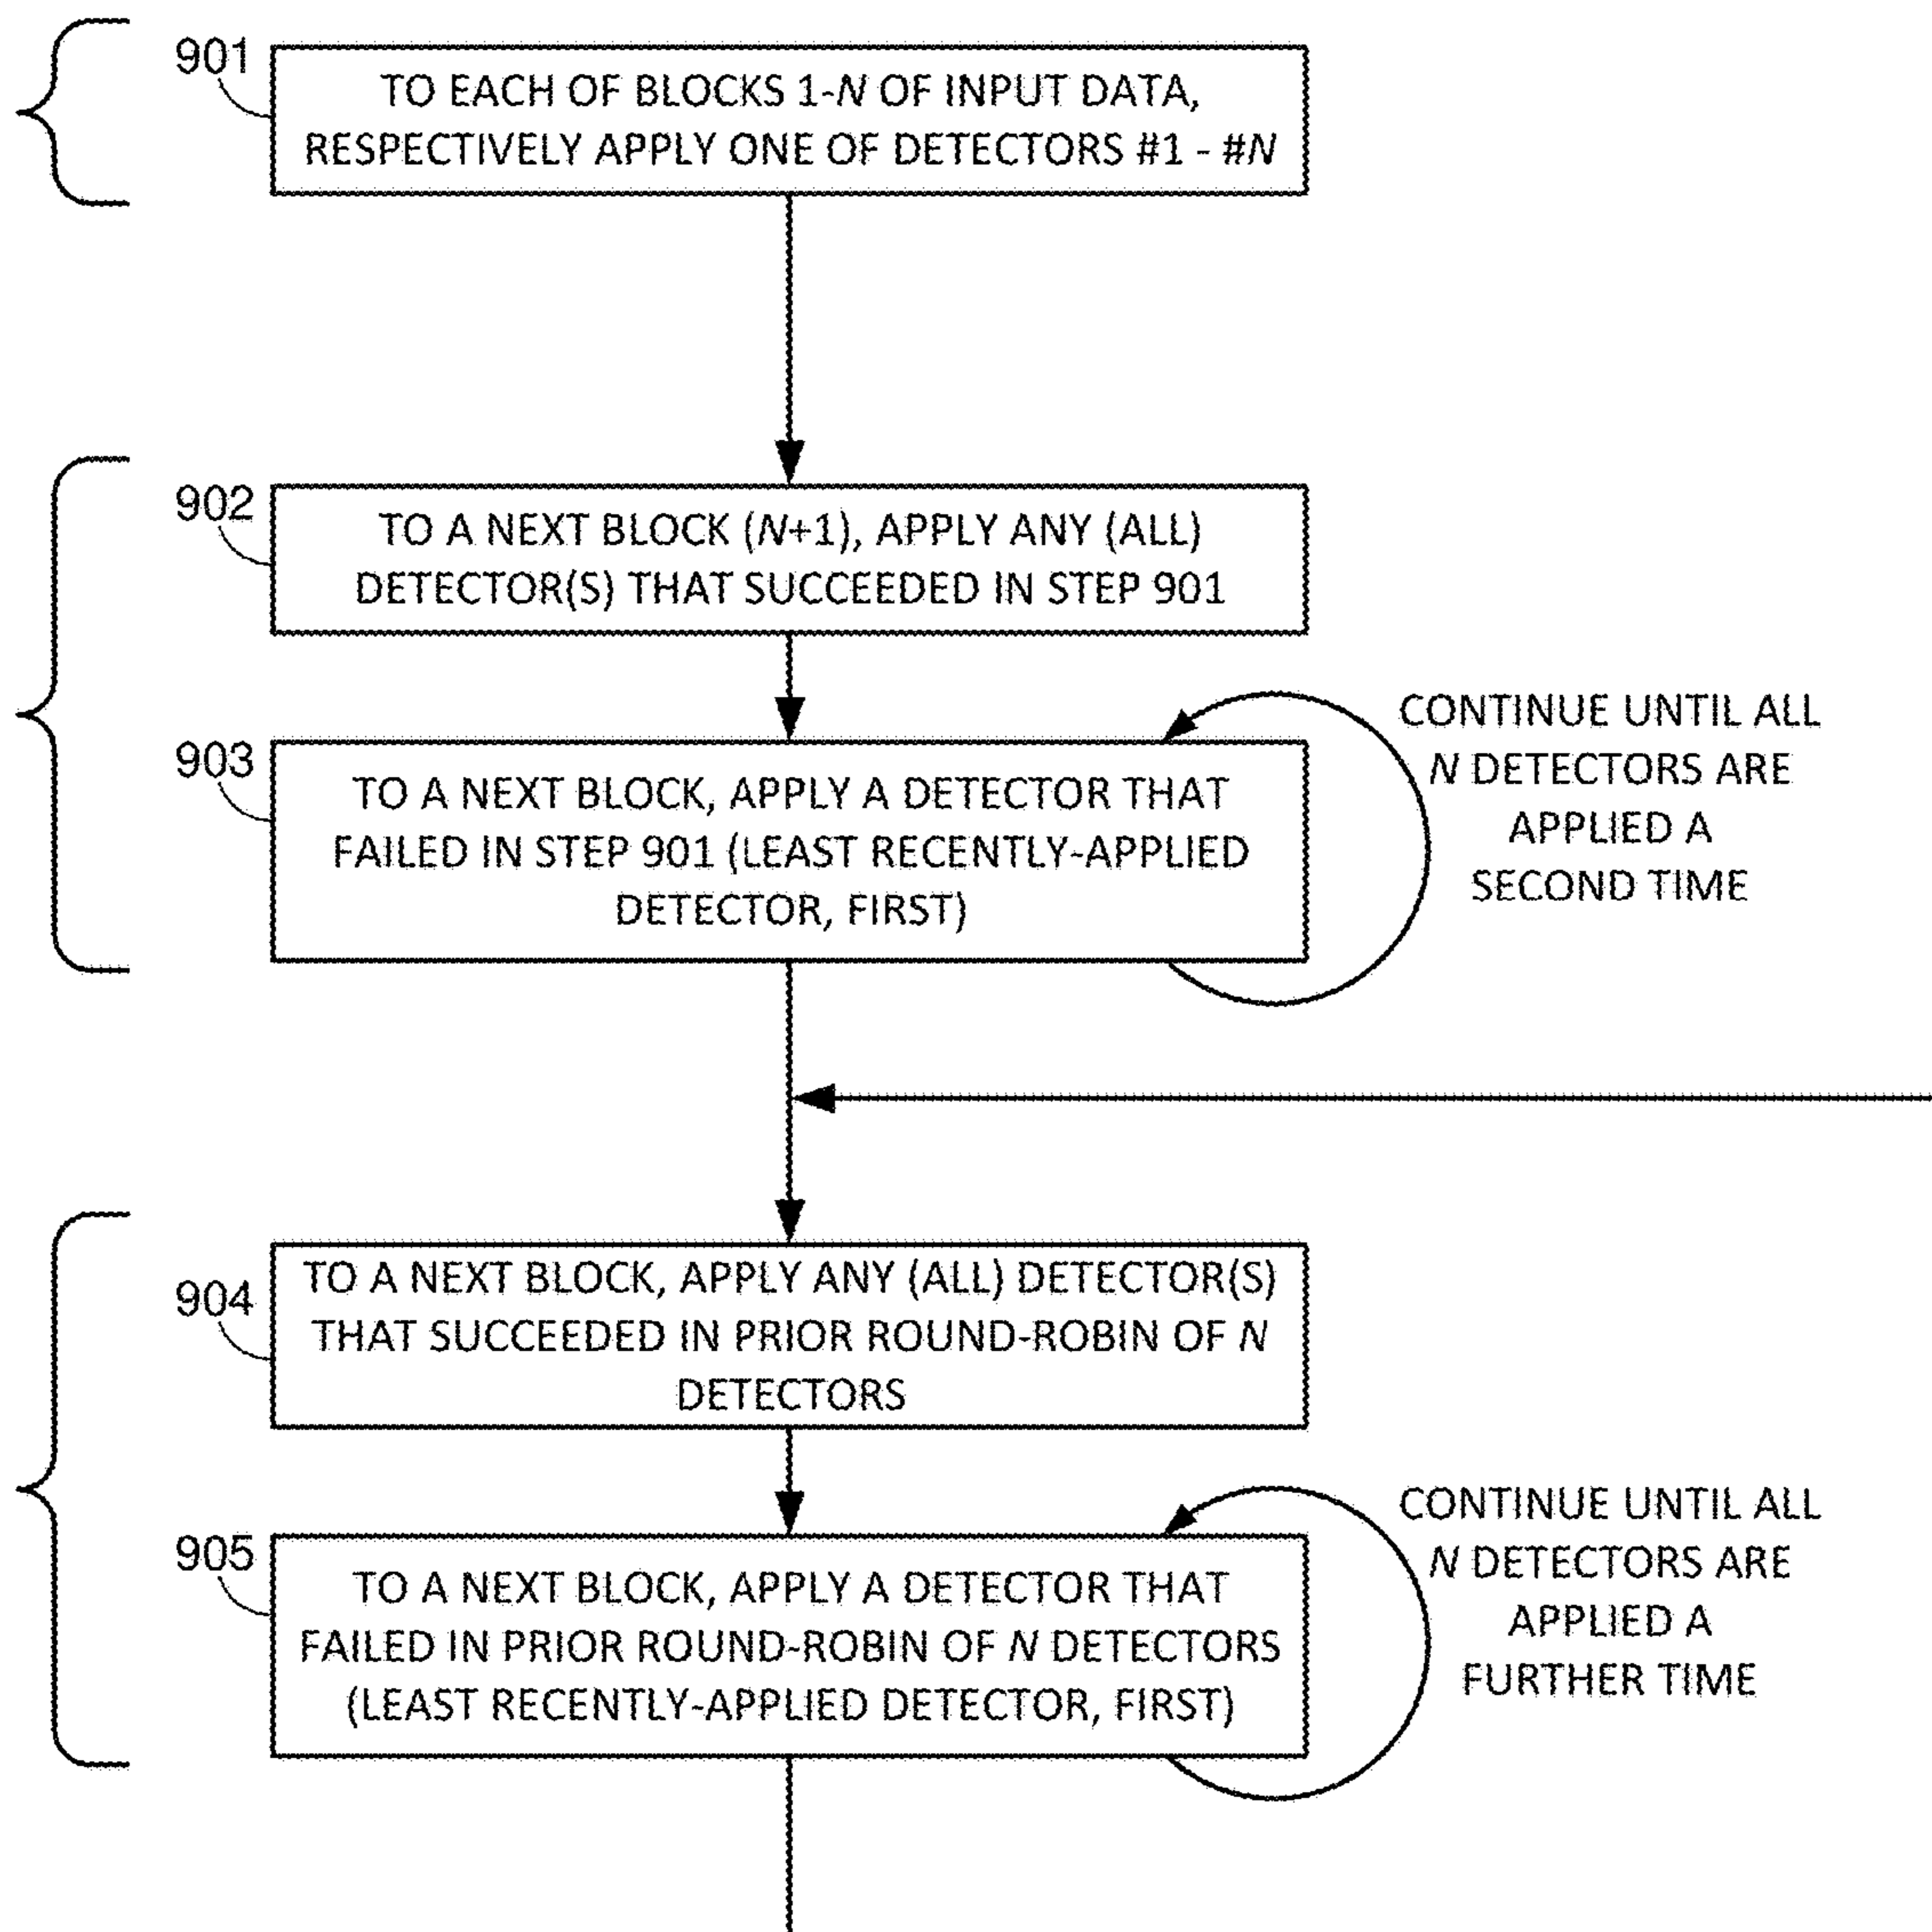 901
TO EACH OF BLOCKS 1-N OF INPUT DATA,
RESPECTIVELY APPLY ONE OF DETECTORS #1 - #N
902
TO A NEXT BLOCK (N+1), APPLY ANY (ALL)
DETECTOR(S) THAT SUCCEEDED IN STEP 901
903
TO A NEXT BLOCK, APPLY A DETECTOR THAT
FAILED IN STEP 901 (LEAST RECENTLY-APPLIED
DETECTOR, FIRST)
CONTINUE UNTIL ALL
N DETECTORS ARE
APPLIED A
SECOND TIME
904
TO A NEXT BLOCK, APPLY ANY (ALL) DETECTOR(S)
THAT SUCCEEDED IN PRIOR ROUND-ROBIN OF N
DETECTORS
905
TO A NEXT BLOCK, APPLY A DETECTOR THAT
FAILED IN PRIOR ROUND-ROBIN OF N DETECTORS
(LEAST RECENTLY-APPLIED DETECTOR, FIRST)
CONTINUE UNTIL ALL
N DETECTORS ARE
APPLIED A
FURTHER TIME